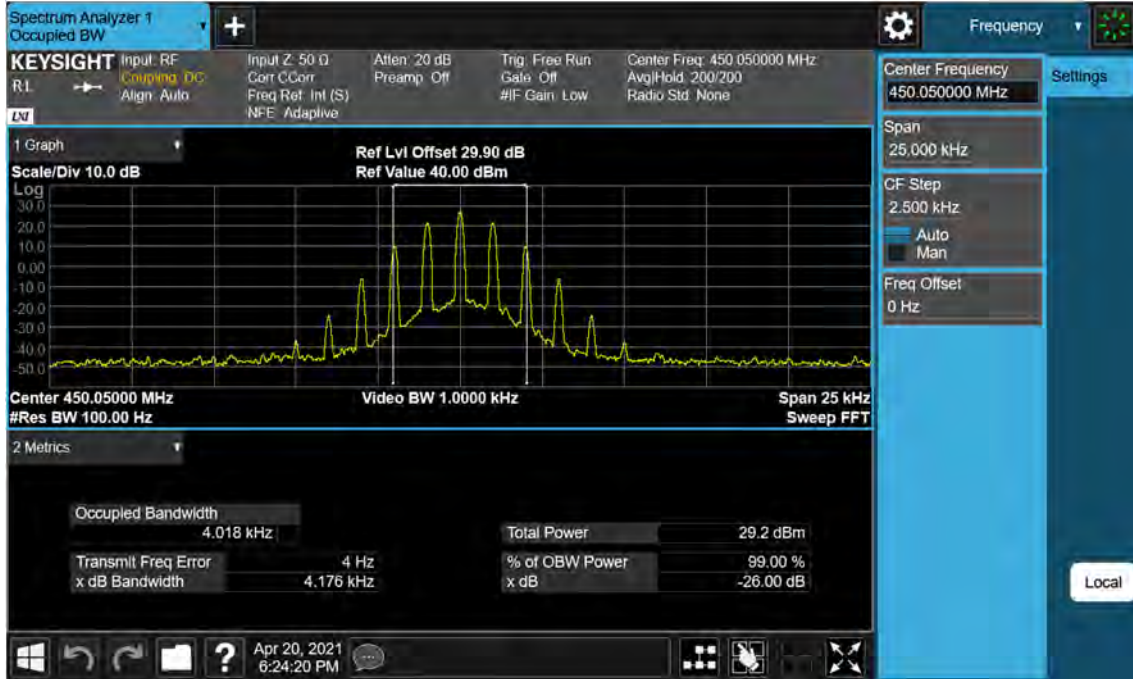 Spectrum Analyzer 1
Occupied BW
Frequency
KEYSIGHT
RL
LXI
Input: RF
Coupling: DC
Align: Auto
Input Z: 50 Ω
Corr CCorr
Freq Ref: Int (S)
NFE: Adaptive
Atten: 20 dB
Preamp: Off
Trig: Free Run
Gate: Off
#IF Gain: Low
Center Freq: 450.050000 MHz
Avg|Hold: 200/200
Radio Std: None
Center Frequency
450.050000 MHz
Settings
Span
25.000 kHz
CF Step
2.500 kHz
Auto
Man
Freq Offset
0 Hz
1 Graph
Scale/Div 10.0 dB
Ref Lvl Offset 29.90 dB
Ref Value 40.00 dBm
Log
30.0
20.0
10.0
0.00
-10.0
-20.0
-30.0
-40.0
-50.0
Center 450.05000 MHz
#Res BW 100.00 Hz
Video BW 1.0000 kHz
Span 25 kHz
Sweep FFT
2 Metrics
Occupied Bandwidth
4.018 kHz
Transmit Freq Error 4 Hz
x dB Bandwidth 4.176 kHz
Total Power 29.2 dBm
% of OBW Power 99.00 %
x dB -26.00 dB
Local
?
Apr 20, 2021
6:24:20 PM